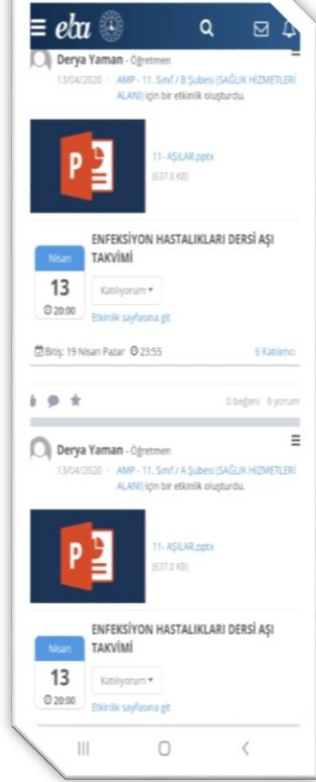 eba
Derya Yaman - Öğretmen
13/04/2020 · AMP - 11. Sınıf / B Şubesi (SAĞLIK HİZMETLERİ
ALANI) için bir etkinlik oluşturdu.
P
11- AŞILAR.pptx
(637.0 KB)
ENFEKSİYON HASTALIKLARI DERSİ AŞI
TAKVİMİ
Nisan
13
20:00
Katılıyorum
Etkinlik sayfasına git
Bitiş: 19 Nisan Pazar 23:55
6 Katılımcı
0 beğeni 0 yorum
Derya Yaman - Öğretmen
13/04/2020 · AMP - 11. Sınıf / A Şubesi (SAĞLIK HİZMETLERİ
ALANI) için bir etkinlik oluşturdu.
P
11- AŞILAR.pptx
(637.0 KB)
ENFEKSİYON HASTALIKLARI DERSİ AŞI
TAKVİMİ
Nisan
13
20:00
Katılıyorum
Etkinlik sayfasına git